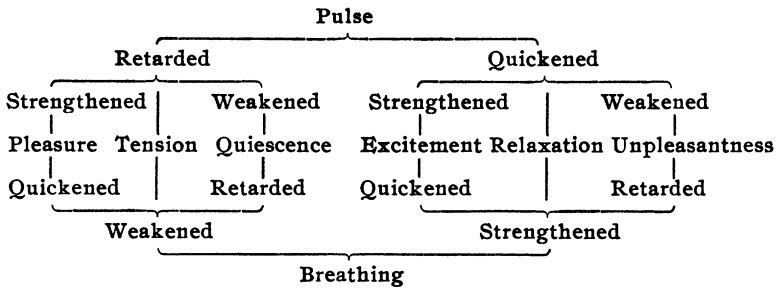 Pulse
Retarded Quickened
Strengthened Weakened Strengthened Weakened
Pleasure Tension Quiescence Excitement Relaxation Unpleasantness
Quickened Retarded Quickened Retarded
Weakened Strengthened
Breathing